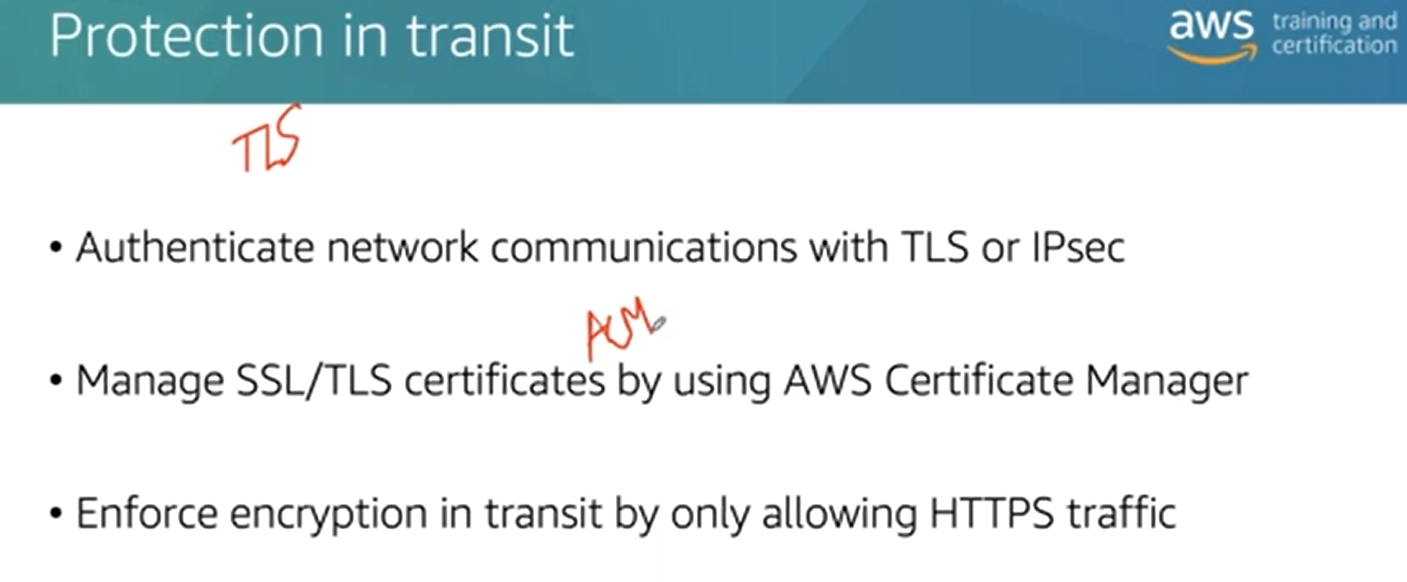 Protection in transit
aws training and
certification
TLS
• Authenticate network communications with TLS or IPsec
ACM
• Manage SSL/TLS certificates by using AWS Certificate Manager
• Enforce encryption in transit by only allowing HTTPS traffic